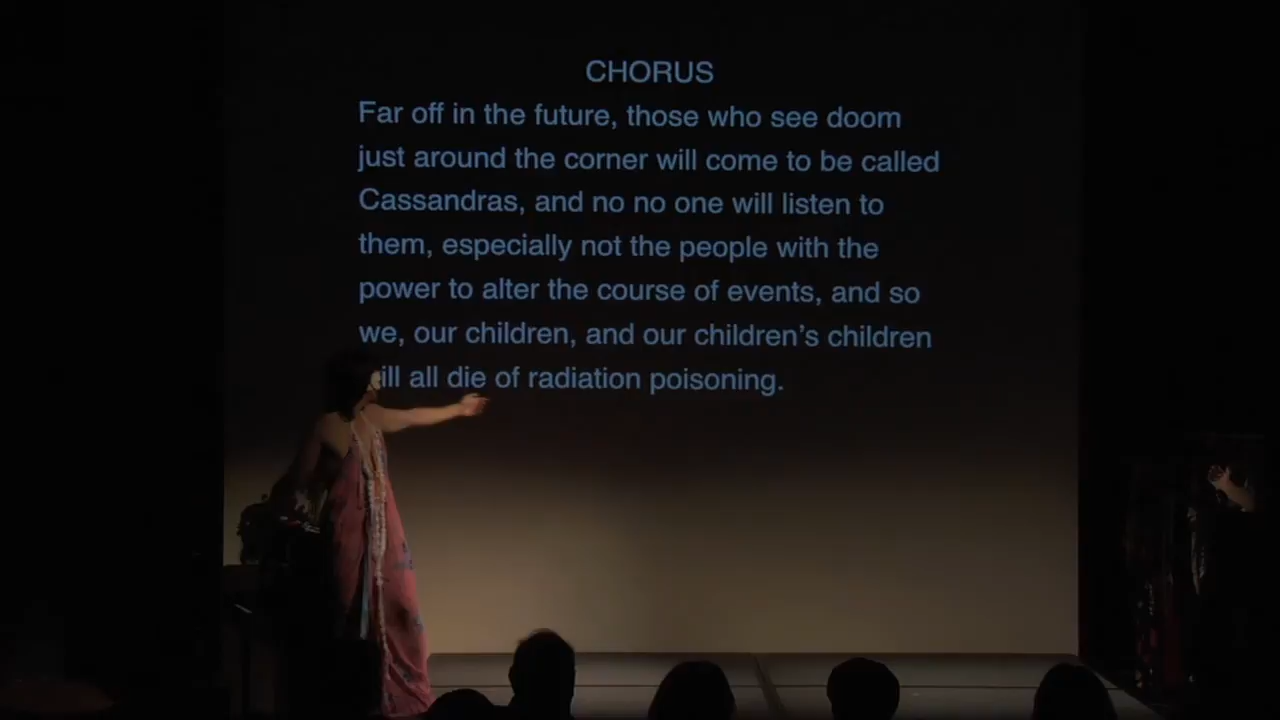 CHORUS
Far off in the future, those who see doom
just around the corner will come to be called
Cassandras, and no no one will listen to
them, especially not the people with the
power to alter the course of events, and so
we, our children, and our children's children
ill all die of radiation poisoning.